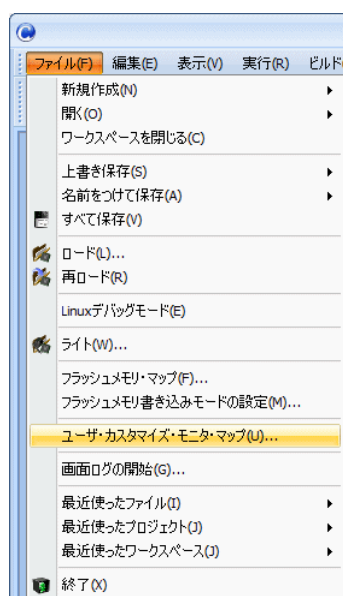 ファイル(F) 編集(E) 表示(V) 実行(R) ビルド
新規作成(N)
開く(O)
ワークスペースを閉じる(C)
上書き保存(S)
名前をつけて保存(A)
すべて保存(V)
ロード(L)...
再ロード(R)
Linuxデバッグモード(E)
ライト(W)...
フラッシュメモリ・マップ(F)...
フラッシュメモリ書き込みモードの設定(M)...
ユーザ・カスタマイズ・モニタ・マップ(U)...
画面ログの開始(G)...
最近使ったファイル(I)
最近使ったプロジェクト(J)
最近使ったワークスペース(J)
終了(X)